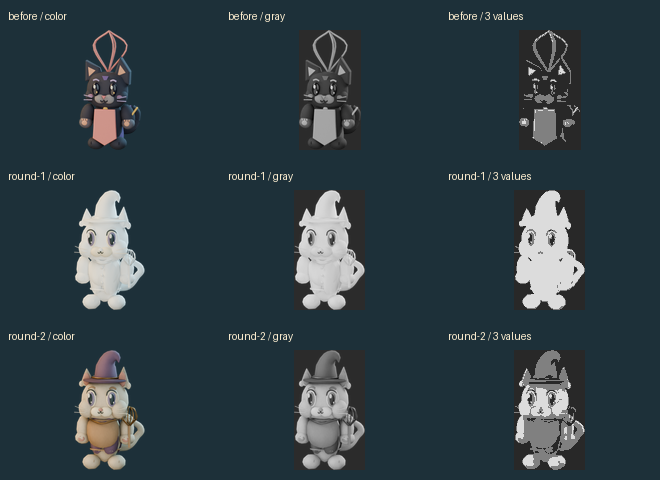 before / color
before / gray
before / 3 values
round-1 / color
round-1 / gray
round-1 / 3 values
round-2 / color
round-2 / gray
round-2 / 3 values